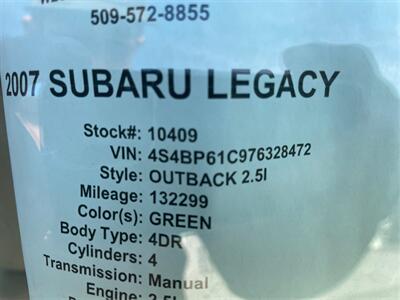 509-572-8855
2007 SUBARU LEGACY
Stock#: 10409
VIN: 4S4BP61C976328472
Style: OUTBACK 2.5I
Mileage: 132299
Color(s): GREEN
Body Type: 4DR
Cylinders: 4
Transmission: Manual
Engine: 2.5L